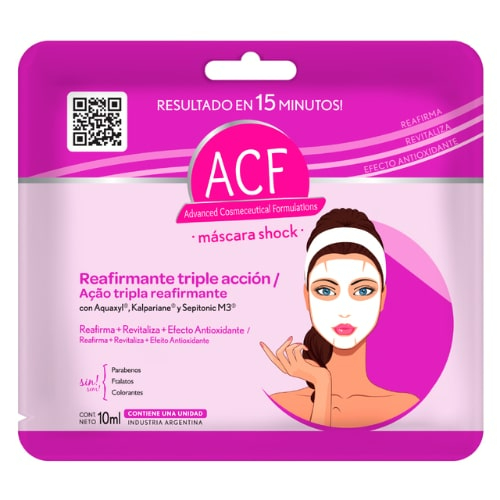 RESULTADO EN 15 MINUTOS!
REAFIRMA
REVITALIZA
EFECTO ANTIOXIDANTE
ACF
Advanced Cosmeceutical Formulations
· máscara shock ·
Reafirmante triple acción /
Ação tripla reafirmante
con Aquaxyl®, Kalpariane® y Sepitonic M3®
Reafirma + Revitaliza + Efecto Antioxidante /
Reafirma + Revitaliza + Efeito Antioxidante
sin!
sem!
Parabenos
Ftalatos
Colorantes
CONT. NETO 10ml
CONTIENE UNA UNIDAD
INDUSTRIA ARGENTINA